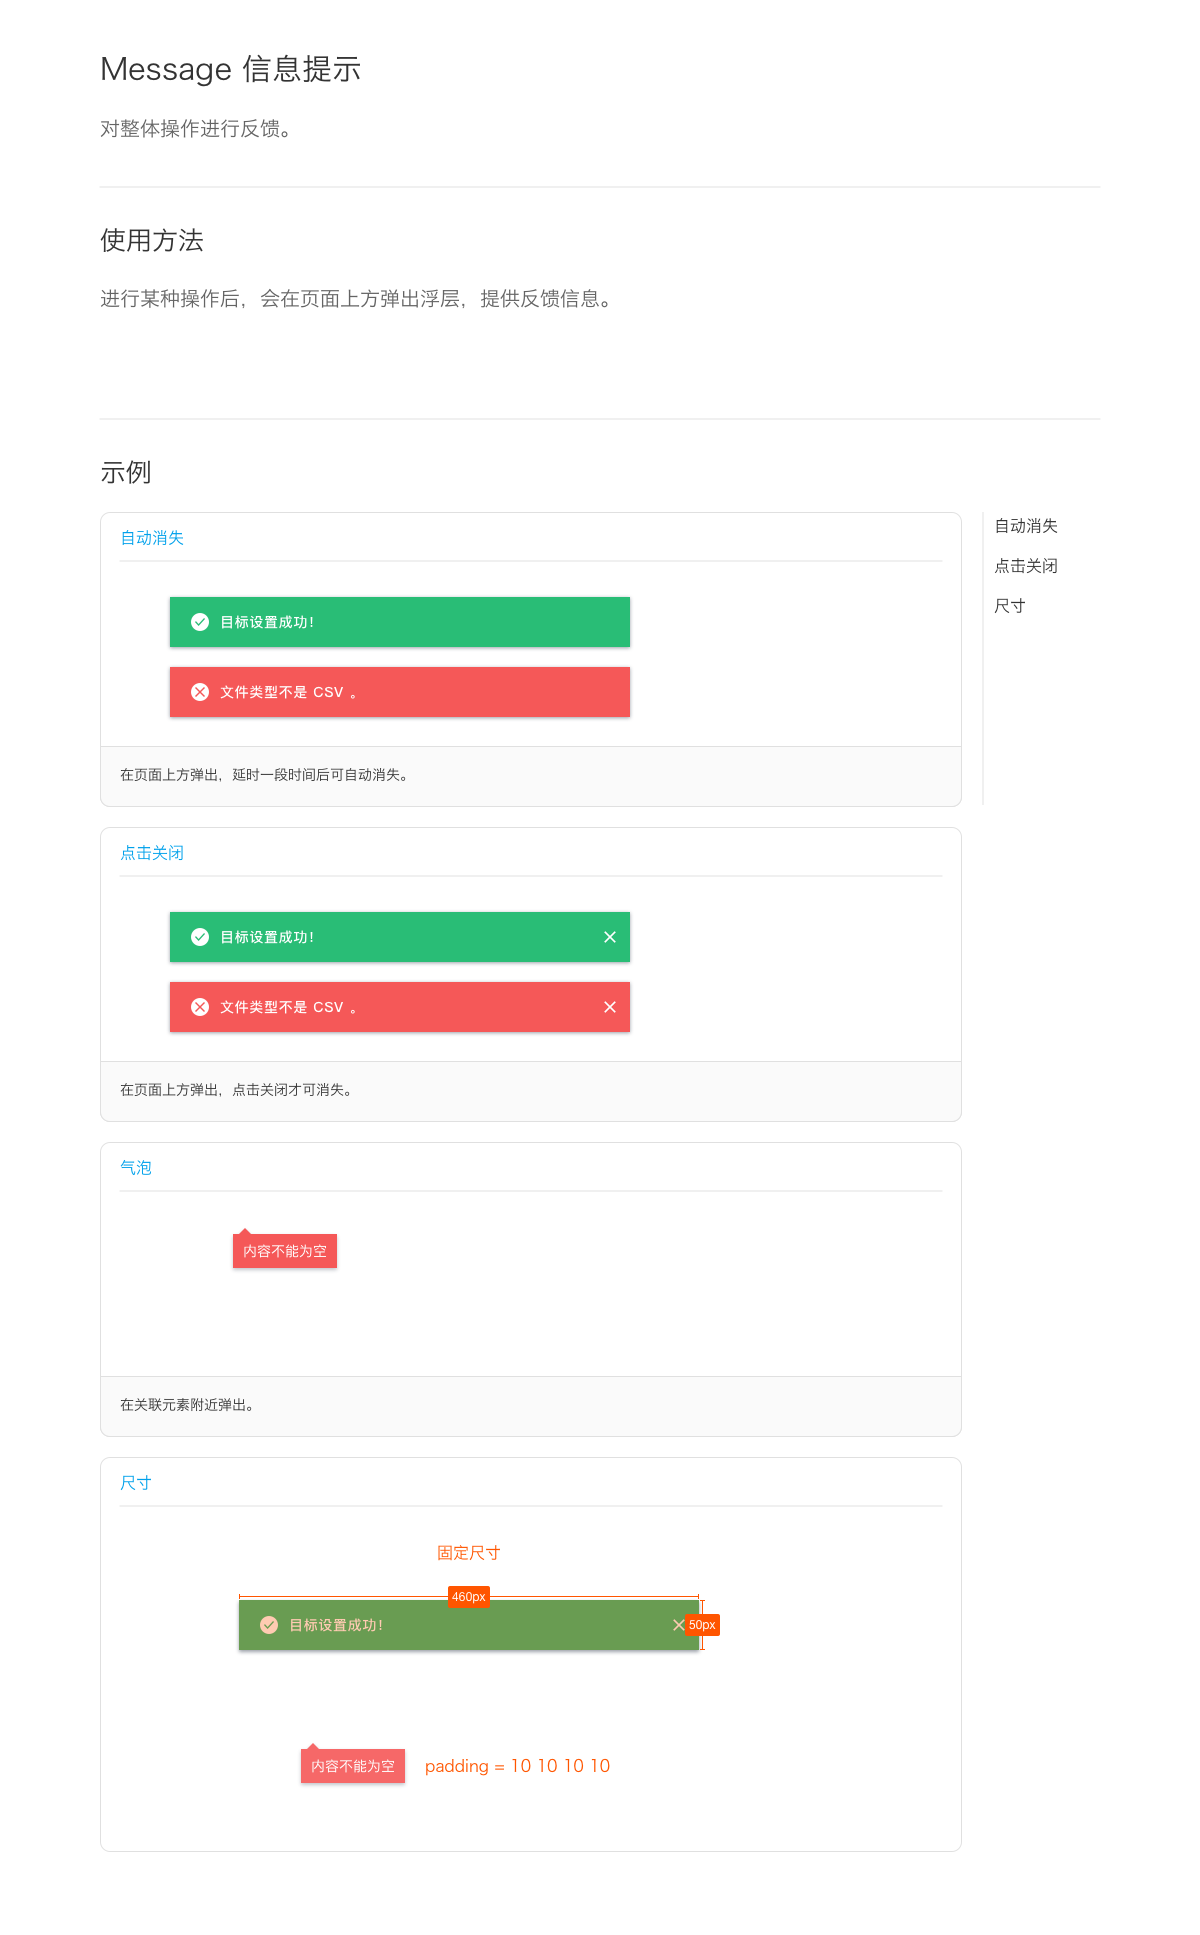 Message 信息提示
对整体操作进行反馈。
使用方法
进行某种操作后，会在页面上方弹出浮层，提供反馈信息。
示例
自动消失
目标设置成功！
文件类型不是 CSV 。
在页面上方弹出，延时一段时间后可自动消失。
自动消失
点击关闭
尺寸
点击关闭
目标设置成功！
文件类型不是 CSV 。
在页面上方弹出，点击关闭才可消失。
气泡
内容不能为空
在关联元素附近弹出。
尺寸
固定尺寸
460px
目标设置成功！
50px
内容不能为空
padding = 10 10 10 10